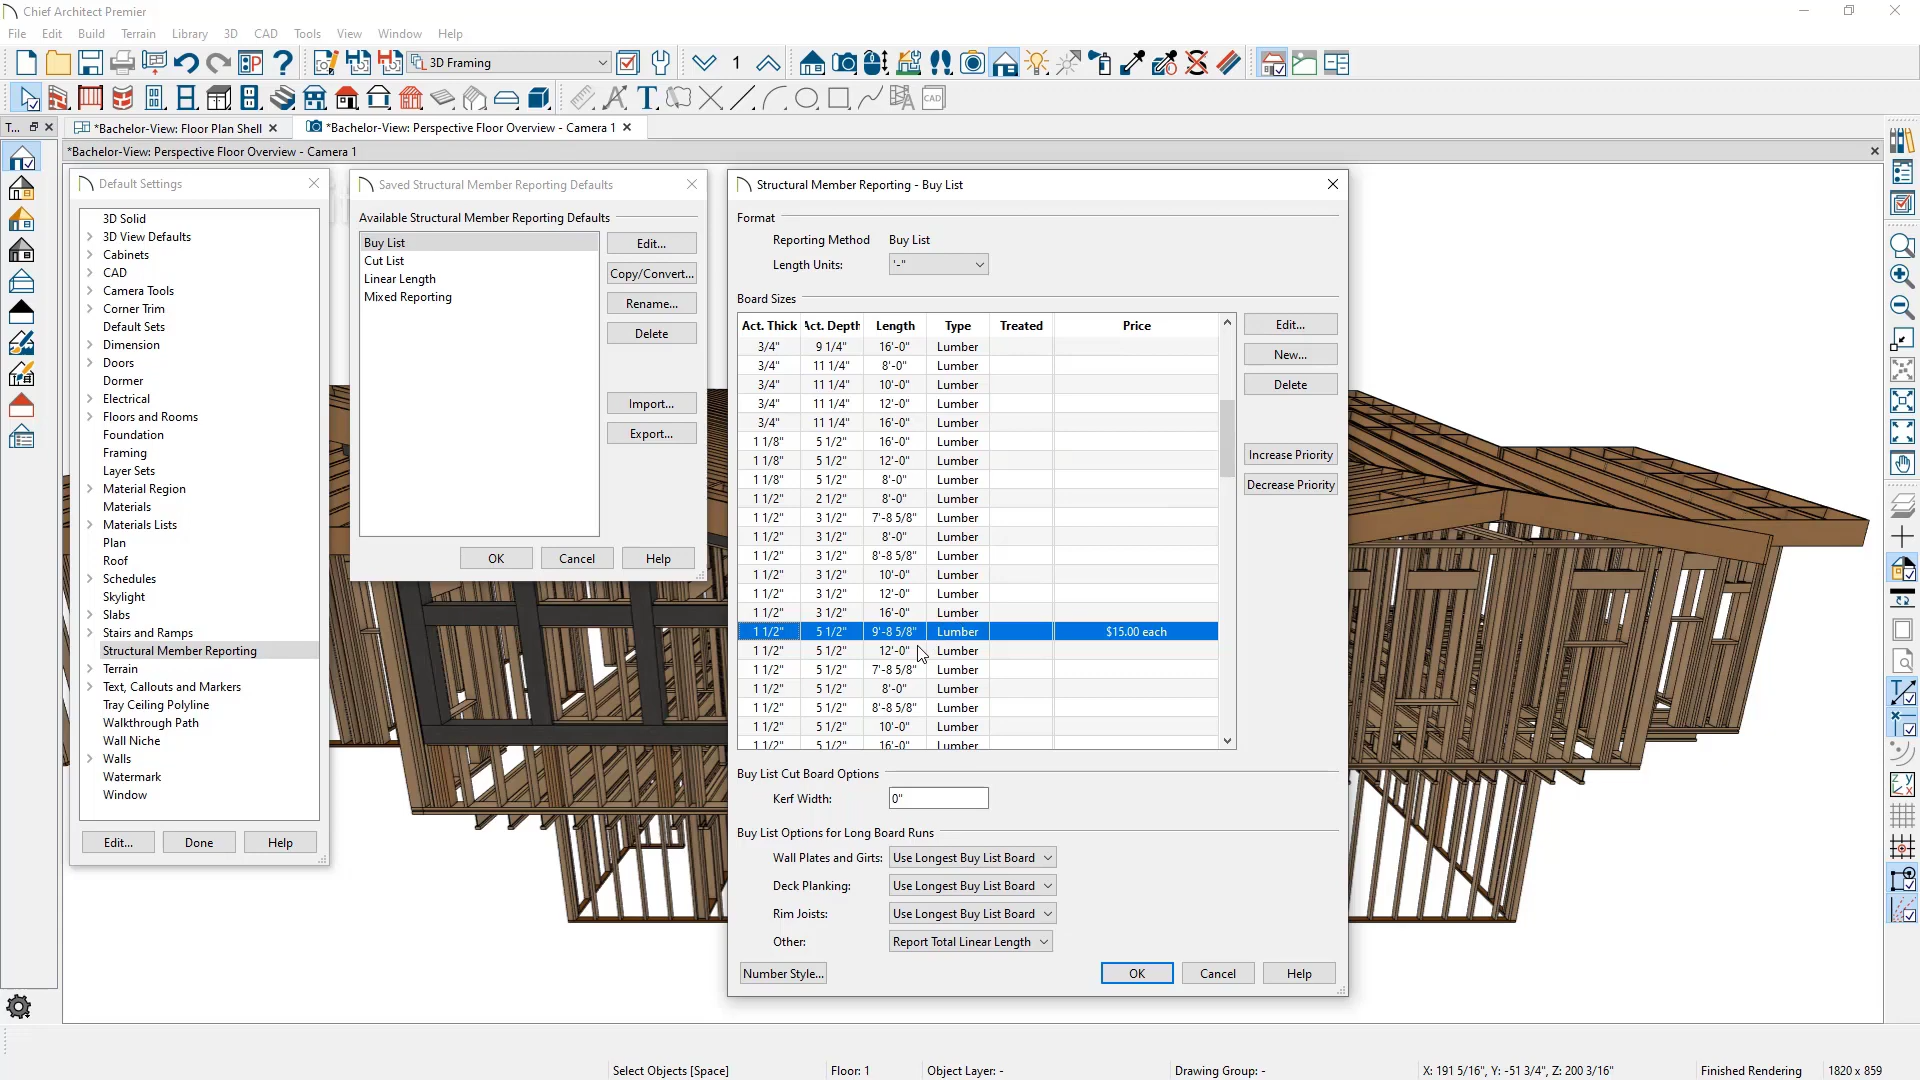 Chief Architect Premier
File Edit Build Terrain Library 3D CAD Tools View Window Help
3D Framing
1
CAD
T...
*Bachelor-View: Floor Plan Shell
*Bachelor-View: Perspective Floor Overview - Camera 1
*Bachelor-View: Perspective Floor Overview - Camera 1
Default Settings
3D Solid
3D View Defaults
Cabinets
CAD
Camera Tools
Corner Trim
Default Sets
Dimension
Doors
Dormer
Electrical
Floors and Rooms
Foundation
Framing
Layer Sets
Material Region
Materials
Materials Lists
Plan
Roof
Schedules
Skylight
Slabs
Stairs and Ramps
Structural Member Reporting
Terrain
Text, Callouts and Markers
Tray Ceiling Polyline
Walkthrough Path
Wall Niche
Walls
Watermark
Window
Edit... Done Help
Saved Structural Member Reporting Defaults
Available Structural Member Reporting Defaults
Buy List
Cut List
Linear Length
Mixed Reporting
Edit...
Copy/Convert...
Rename...
Delete
Import...
Export...
OK Cancel Help
Structural Member Reporting - Buy List
Format
Reporting Method Buy List
Length Units: '-"
Board Sizes
Act. Thick Act. Depth Length Type Treated Price
3/4" 9 1/4" 16'-0" Lumber
3/4" 11 1/4" 8'-0" Lumber
3/4" 11 1/4" 10'-0" Lumber
3/4" 11 1/4" 12'-0" Lumber
3/4" 11 1/4" 16'-0" Lumber
1 1/8" 5 1/2" 16'-0" Lumber
1 1/8" 5 1/2" 12'-0" Lumber
1 1/8" 5 1/2" 8'-0" Lumber
1 1/2" 2 1/2" 8'-0" Lumber
1 1/2" 3 1/2" 7'-8 5/8" Lumber
1 1/2" 3 1/2" 8'-0" Lumber
1 1/2" 3 1/2" 8'-8 5/8" Lumber
1 1/2" 3 1/2" 10'-0" Lumber
1 1/2" 3 1/2" 12'-0" Lumber
1 1/2" 3 1/2" 16'-0" Lumber
1 1/2" 5 1/2" 9'-8 5/8" Lumber $15.00 each
1 1/2" 5 1/2" 12'-0" Lumber
1 1/2" 5 1/2" 7'-8 5/8" Lumber
1 1/2" 5 1/2" 8'-0" Lumber
1 1/2" 5 1/2" 8'-8 5/8" Lumber
1 1/2" 5 1/2" 10'-0" Lumber
1 1/2" 5 1/2" 16'-0" Lumber
Edit...
New...
Delete
Increase Priority
Decrease Priority
Buy List Cut Board Options
Kerf Width: 0"
Buy List Options for Long Board Runs
Wall Plates and Girts: Use Longest Buy List Board
Deck Planking: Use Longest Buy List Board
Rim Joists: Use Longest Buy List Board
Other: Report Total Linear Length
Number Style... OK Cancel Help
Select Objects [Space] Floor: 1 Object Layer: - Drawing Group: - X: 191 5/16", Y: -51 3/4", Z: 200 3/16" Finished Rendering 1820 x 859